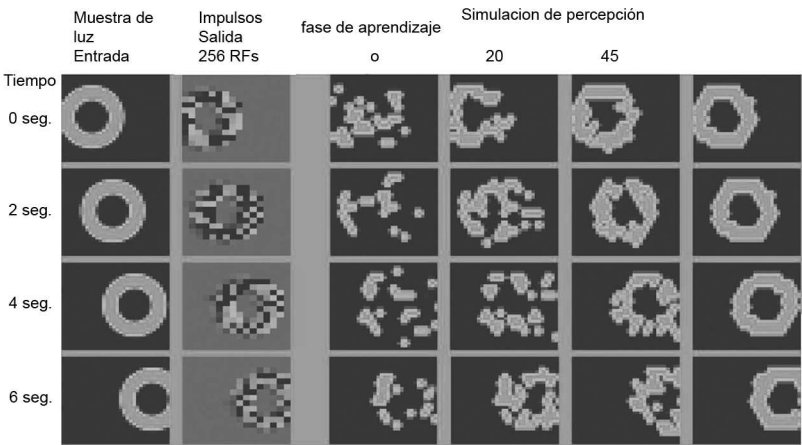 Muestra de
luz
Entrada
Impulsos
Salida
256 RFs
fase de aprendizaje
o
Simulacion de percepción
20
45
Tiempo
0 seg.
2 seg.
4 seg.
6 seg.